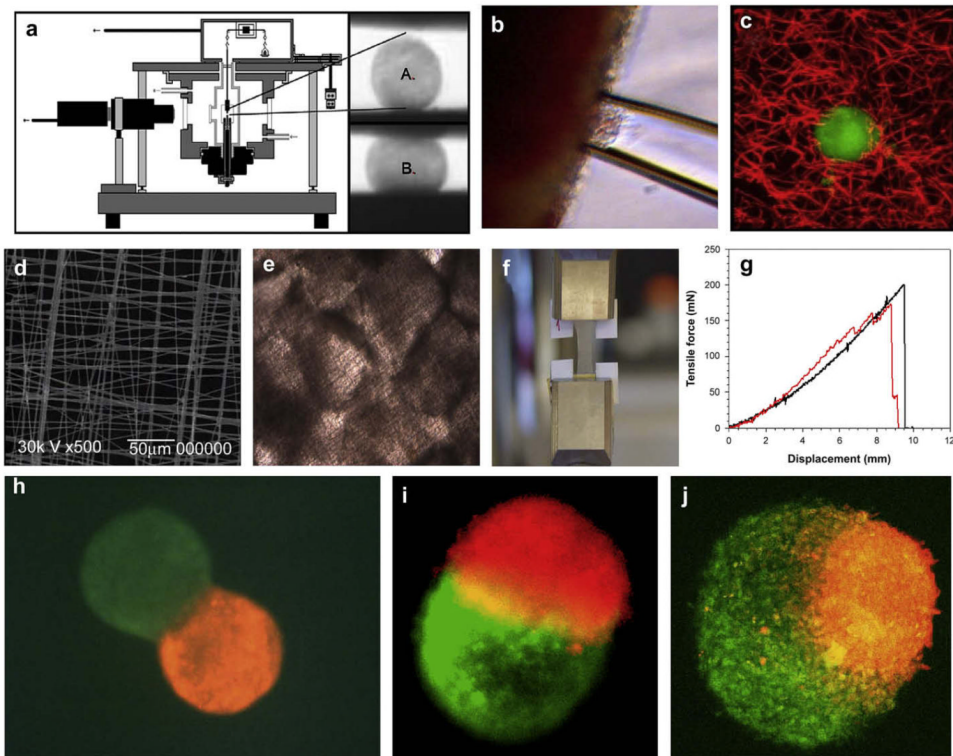 a
A.
B.
b
c
d
30k V x500 50μm 000000
e
f
g
Tensile force (mN)
250
200
150
100
50
0
0 2 4 6 8 10 12
Displacement (mm)
h
i
j